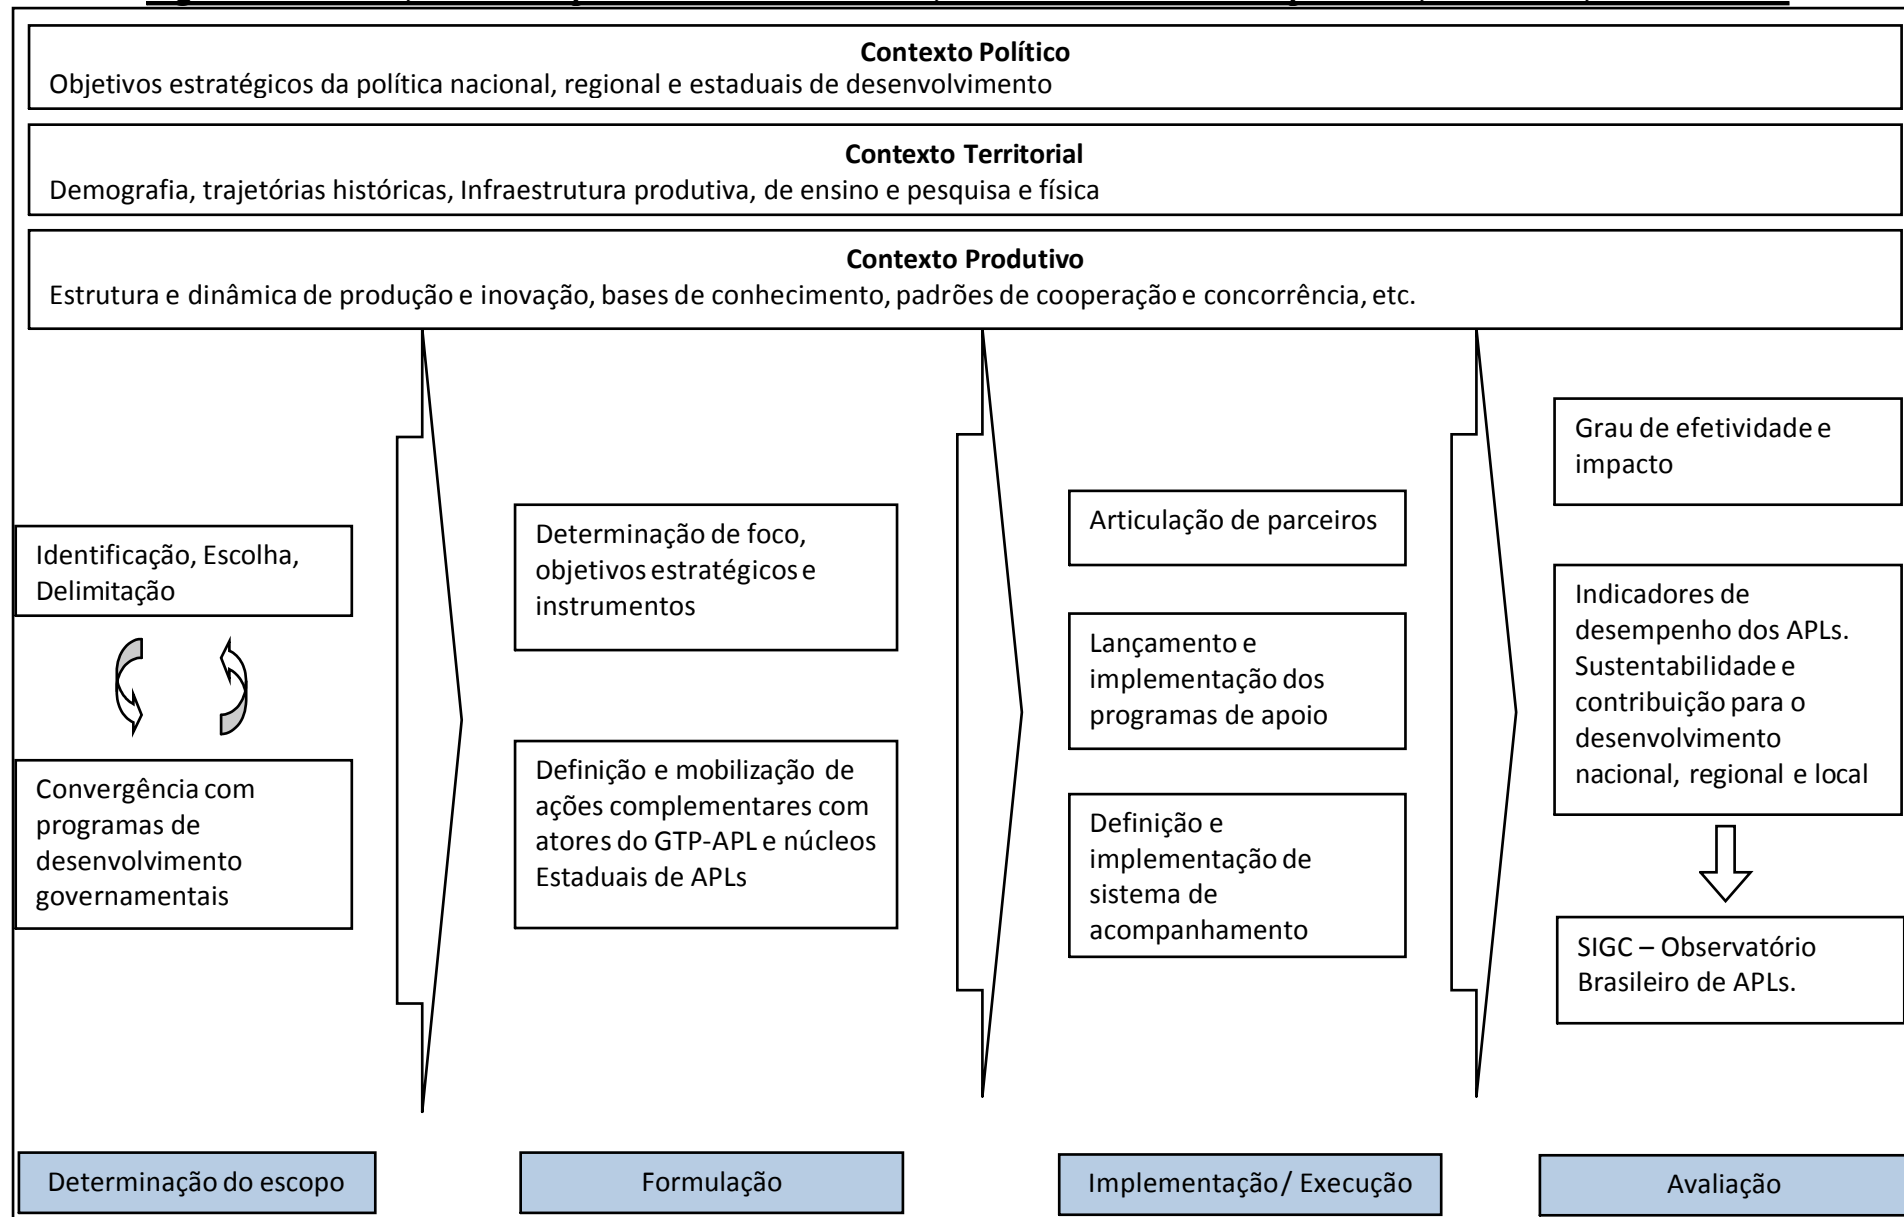 Contexto Político
Objetivos estratégicos da política nacional, regional e estaduais de desenvolvimento
Contexto Territorial
Demografia, trajetórias históricas, Infraestrutura produtiva, de ensino e pesquisa e física
Contexto Produtivo
Estrutura e dinâmica de produção e inovação, bases de conhecimento, padrões de cooperação e concorrência, etc.
Identificação, Escolha,
Delimitação
Convergência com
programas de
desenvolvimento
governamentais
Determinação de foco,
objetivos estratégicos e
instrumentos
Definição e mobilização de
ações complementares com
atores do GTP-APL e núcleos
Estaduais de APLs
Articulação de parceiros
Lançamento e
implementação dos
programas de apoio
Definição e
implementação de
sistema de
acompanhamento
Grau de efetividade e
impacto
Indicadores de
desempenho dos APLs.
Sustentabilidade e
contribuição para o
desenvolvimento
nacional, regional e local
SIGC – Observatório
Brasileiro de APLs.
Determinação do escopo
Formulação
Implementação/ Execução
Avaliação